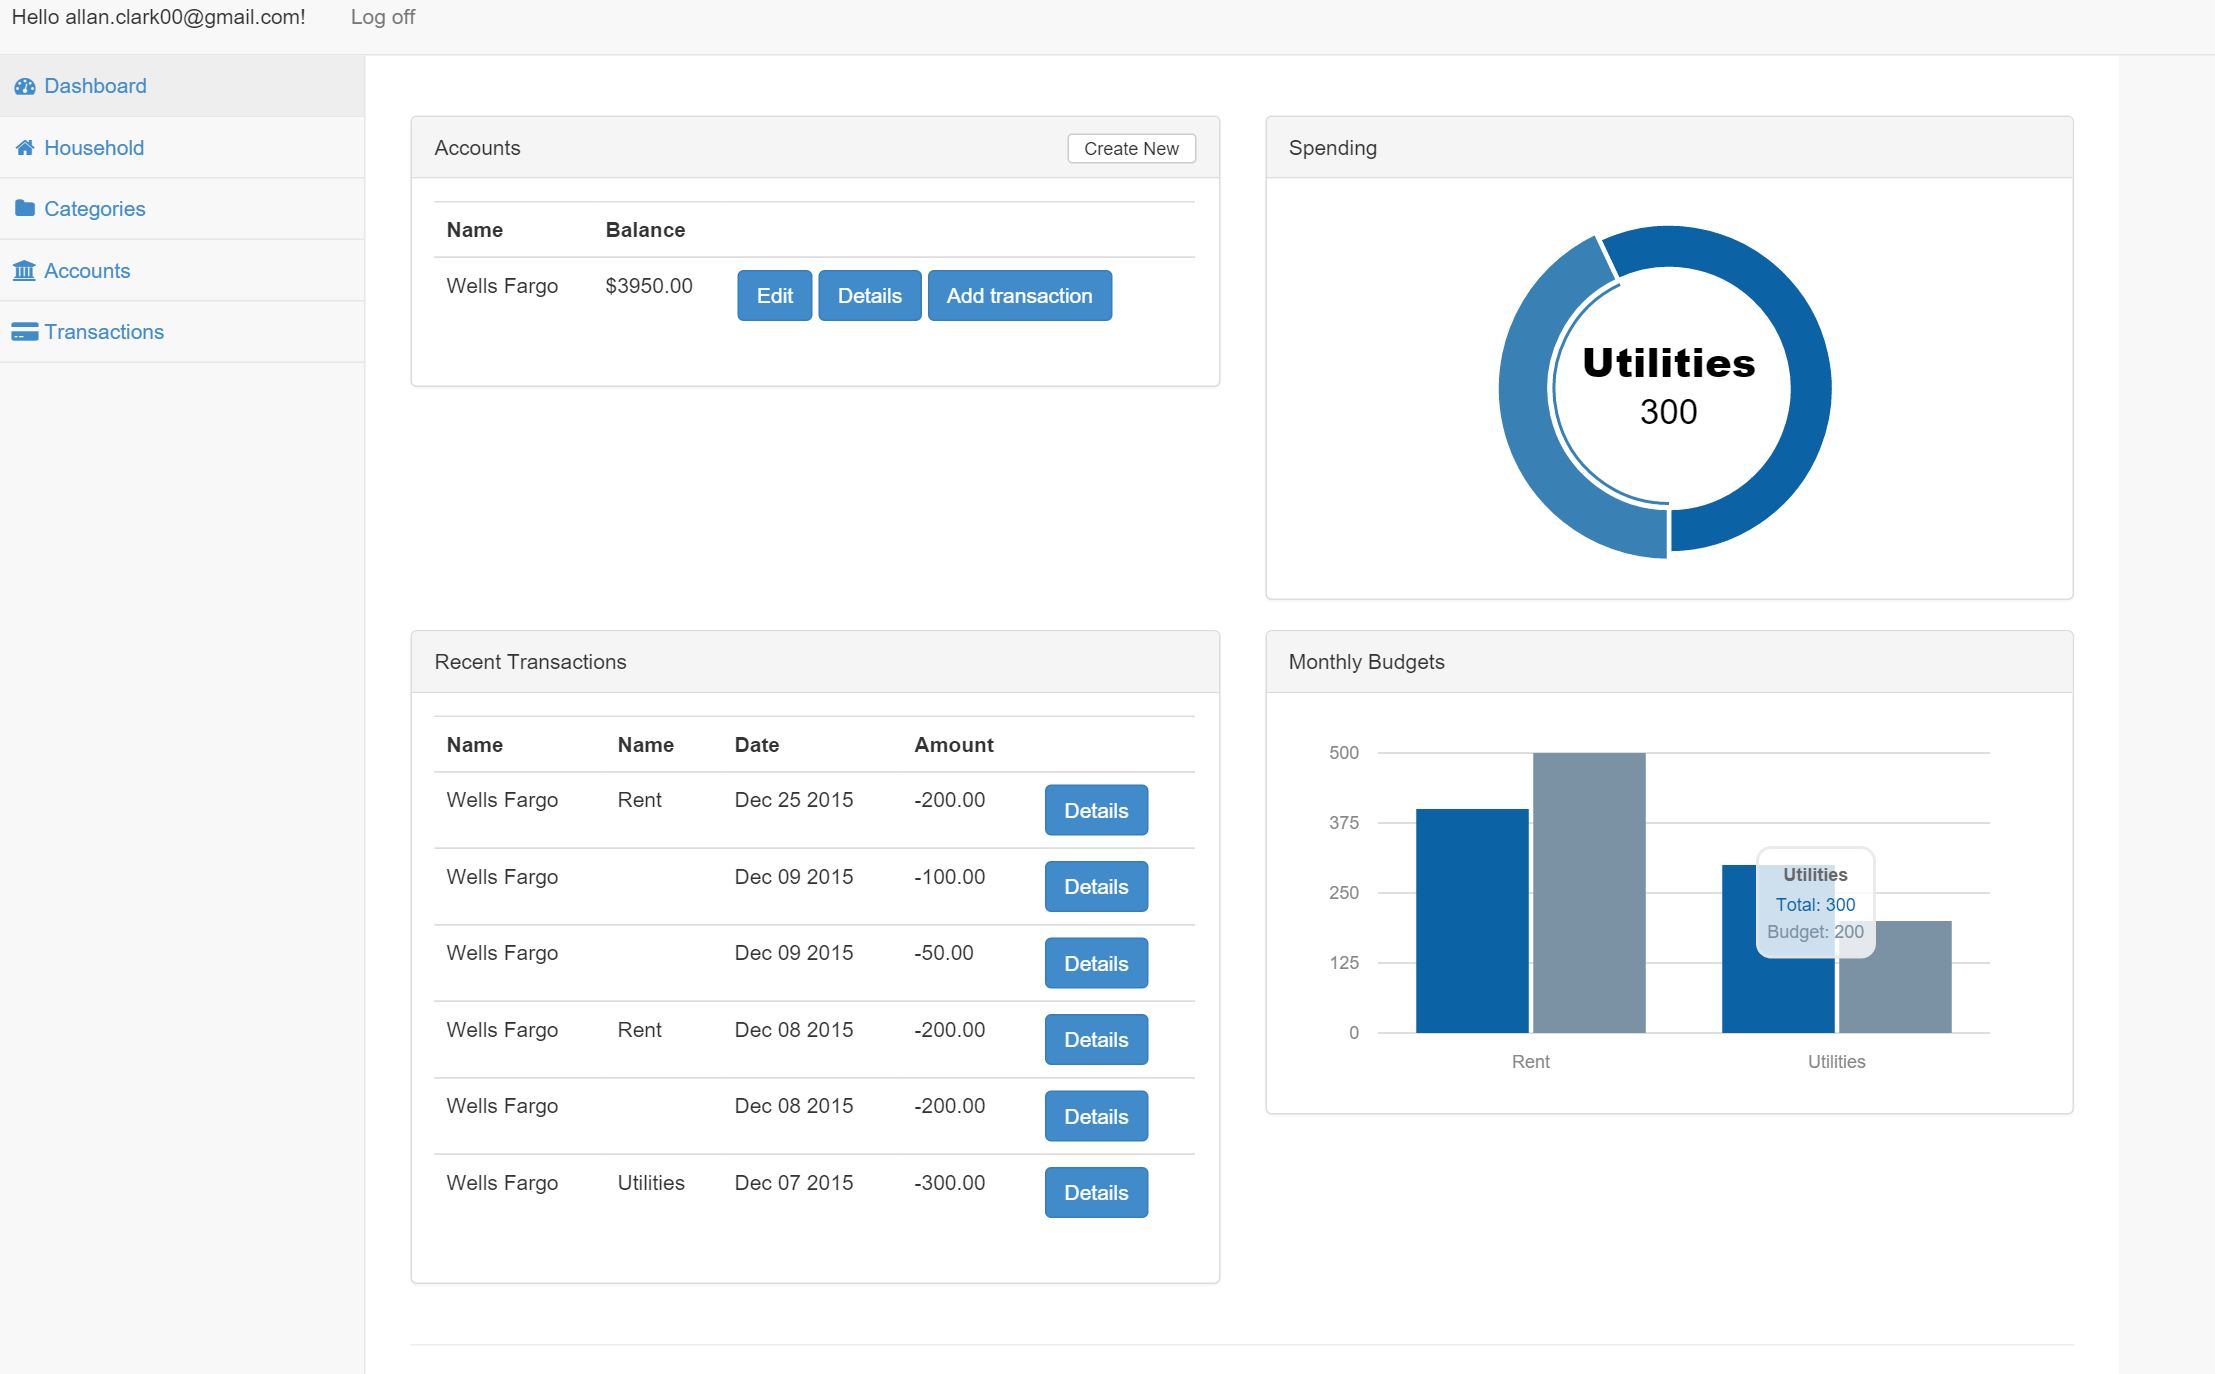 Hello allan.clark00@gmail.com! Log off
Dashboard
Household
Categories
Accounts
Transactions
Accounts Create New
Name Balance
Wells Fargo $3950.00 Edit Details Add transaction
Spending
Utilities
300
Recent Transactions
Name Name Date Amount
Wells Fargo Rent Dec 25 2015 -200.00 Details
Wells Fargo Dec 09 2015 -100.00 Details
Wells Fargo Dec 09 2015 -50.00 Details
Wells Fargo Rent Dec 08 2015 -200.00 Details
Wells Fargo Dec 08 2015 -200.00 Details
Wells Fargo Utilities Dec 07 2015 -300.00 Details
Monthly Budgets
500
375
250
125
0
Utilities
Total: 300
Budget: 200
Rent Utilities